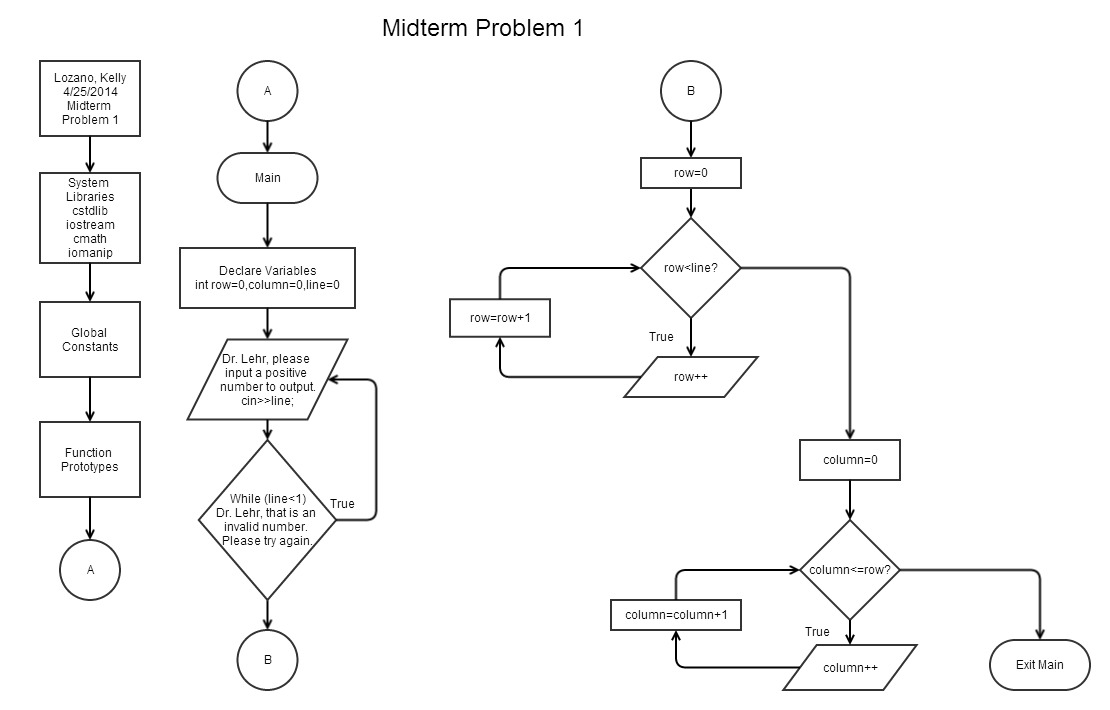 Midterm Problem 1
Lozano, Kelly
4/25/2014
Midterm
Problem 1
System
Libraries
cstdlib
iostream
cmath
iomanip
Global
Constants
Function
Prototypes
A
A
Main
Declare Variables
int row=0,column=0,line=0
Dr. Lehr, please
input a positive
number to output.
cin>>line;
While (line<1)
Dr. Lehr, that is an
invalid number.
Please try again.
True
B
B
row=0
row<line?
row=row+1
True
row++
column=0
column<=row?
column=column+1
True
column++
Exit Main